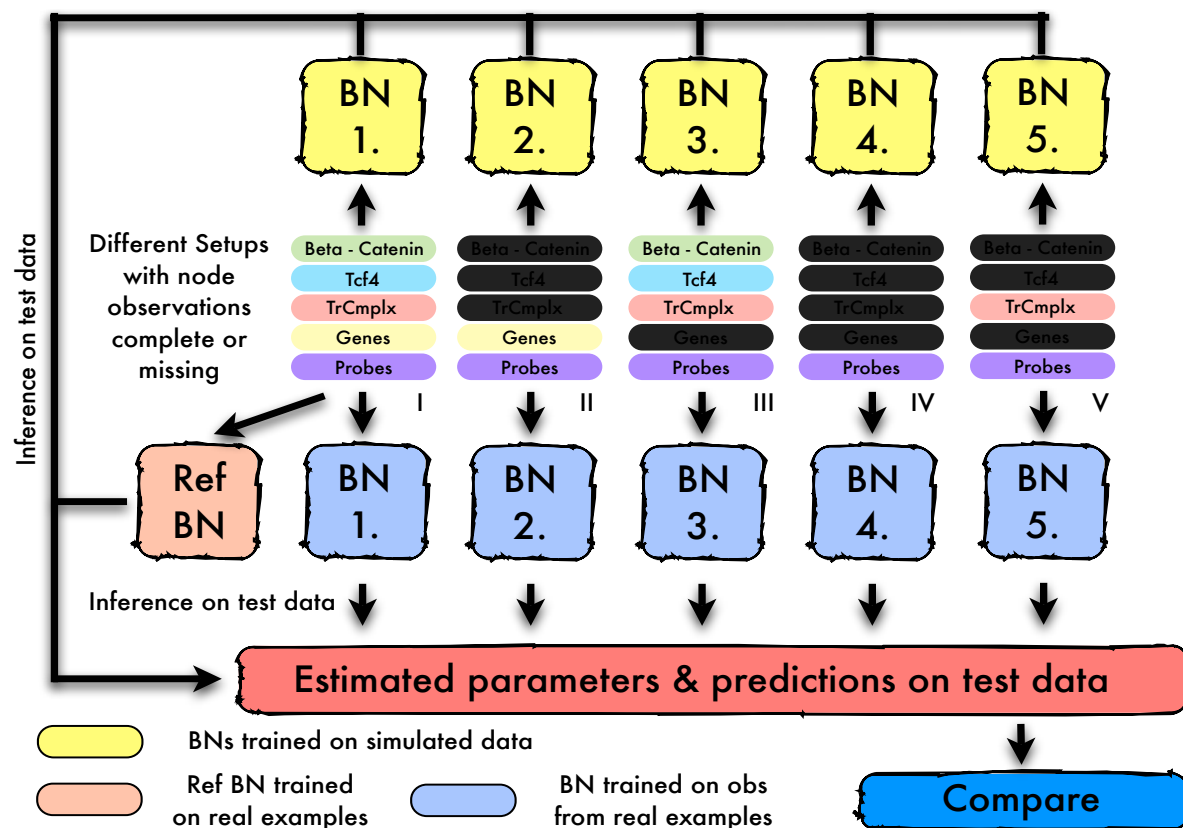 BN
1.
BN
2.
BN
3.
BN
4.
BN
5.
Inference on test data
Different Setups
with node
observations
complete or
missing
Beta - Catenin
Tcf4
TrCmplx
Genes
Probes
I
Beta - Catenin
Tcf4
TrCmplx
Genes
Probes
II
Beta - Catenin
Tcf4
TrCmplx
Genes
Probes
III
Beta - Catenin
Tcf4
TrCmplx
Genes
Probes
IV
Beta - Catenin
Tcf4
TrCmplx
Genes
Probes
V
Ref
BN
BN
1.
BN
2.
BN
3.
BN
4.
BN
5.
Inference on test data
Estimated parameters & predictions on test data
BNs trained on simulated data
Ref BN trained
on real examples
BN trained on obs
from real examples
Compare